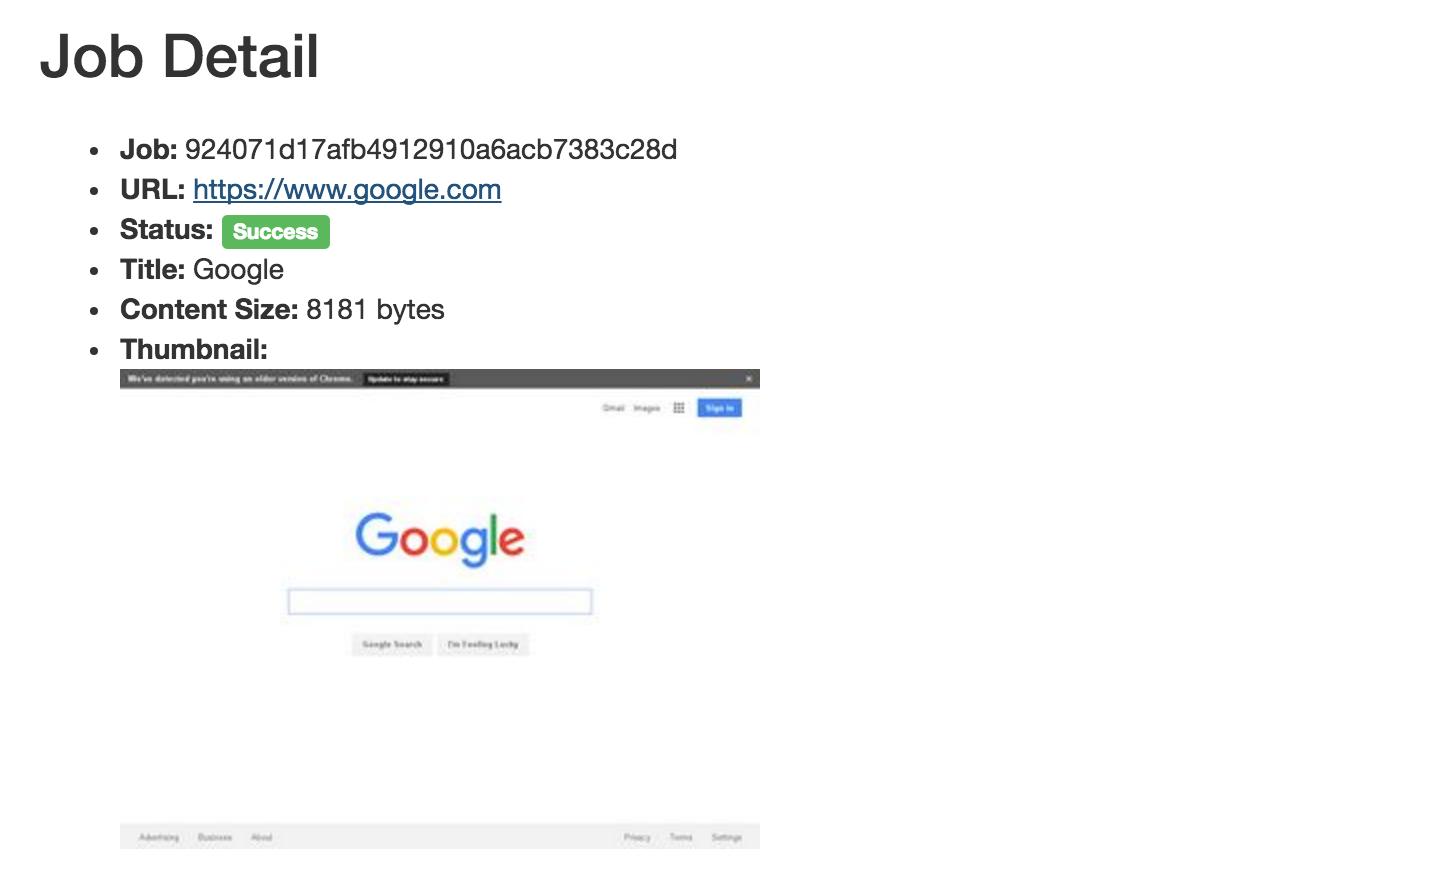 Job Detail
Job: 924071d17afb4912910a6acb7383c28d
URL: https://www.google.com
Status: Success
Title: Google
Content Size: 8181 bytes
Thumbnail:
We've detected you're using an older version of Chrome. Update to stay secure
Gmail Images Sign in
Google
Google Search I'm Feeling Lucky
Advertising Business About Privacy Terms Settings